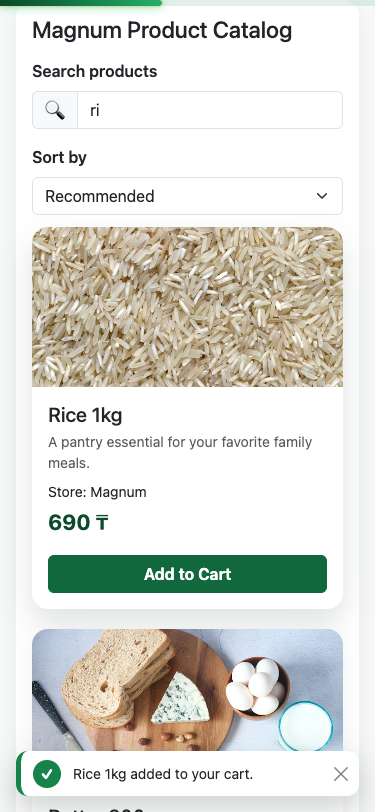 Magnum Product Catalog
Search products
ri
Sort by
Recommended
Rice 1kg
A pantry essential for your favorite family
meals.
Store: Magnum
690 ₸
Add to Cart
Rice 1kg added to your cart.